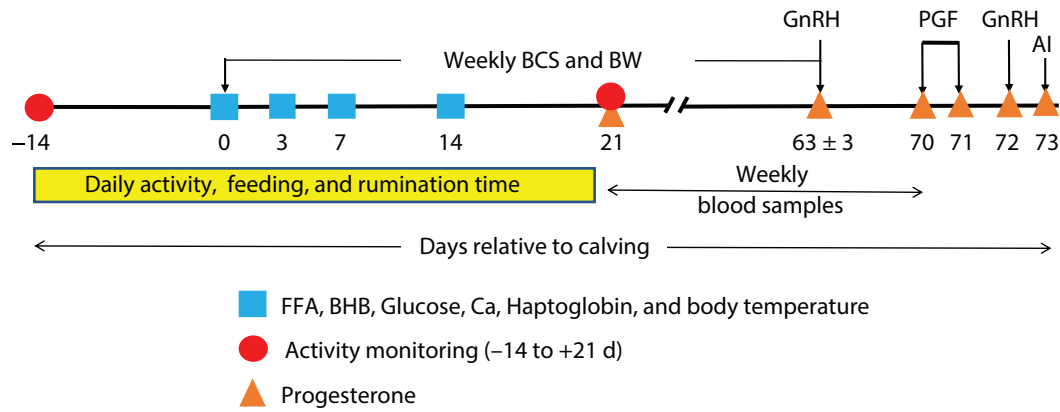 GnRH
PGF
GnRH
AI
Weekly BCS and BW
–14
0
3
7
14
21
63 ± 3
70
71
72
73
Daily activity, feeding, and rumination time
Weekly
blood samples
Days relative to calving
FFA, BHB, Glucose, Ca, Haptoglobin, and body temperature
Activity monitoring (–14 to +21 d)
Progesterone